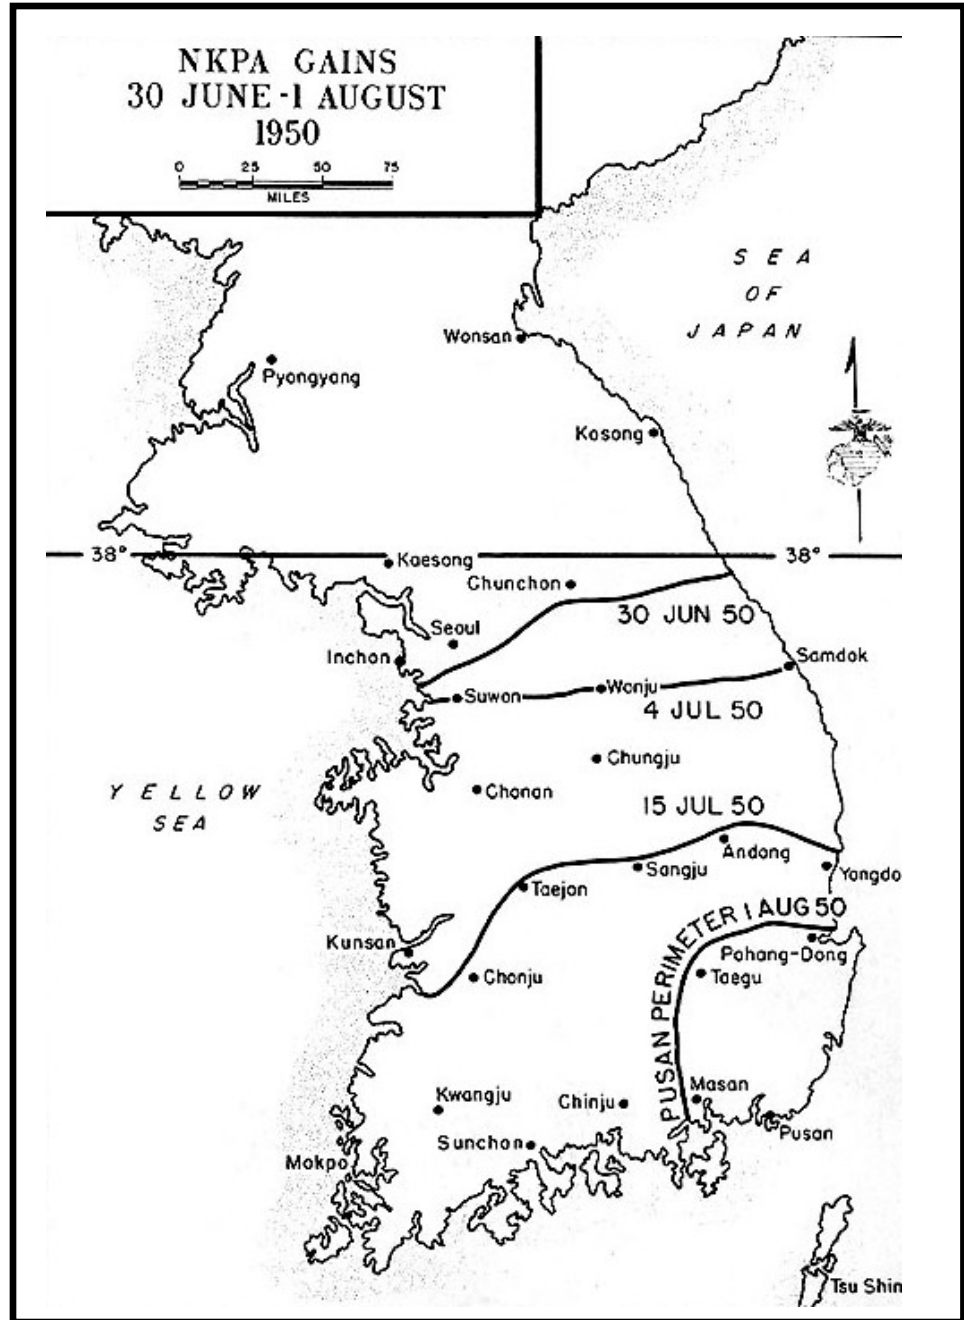 NKPA GAINS
30 JUNE-1 AUGUST
1950
0 25 50 75
MILES
SEA
OF
JAPAN
Wonsan
Pyongyang
Kosong
38° 38°
Kaesong
Chunchon
30 JUN 50
Seoul
Inchon
Samdok
Suwon
Wonju
4 JUL 50
Chungju
YELLOW
SEA
Chonan
15 JUL 50
Andong
Sangju
Yongdo
Taejon
PUSAN PERIMETER 1 AUG 50
Kunsan
Pohang-Dong
Taegu
Chonju
Masan
Kwangju
Chinju
Pusan
Sunchon
Mokpo
Tsu Shin